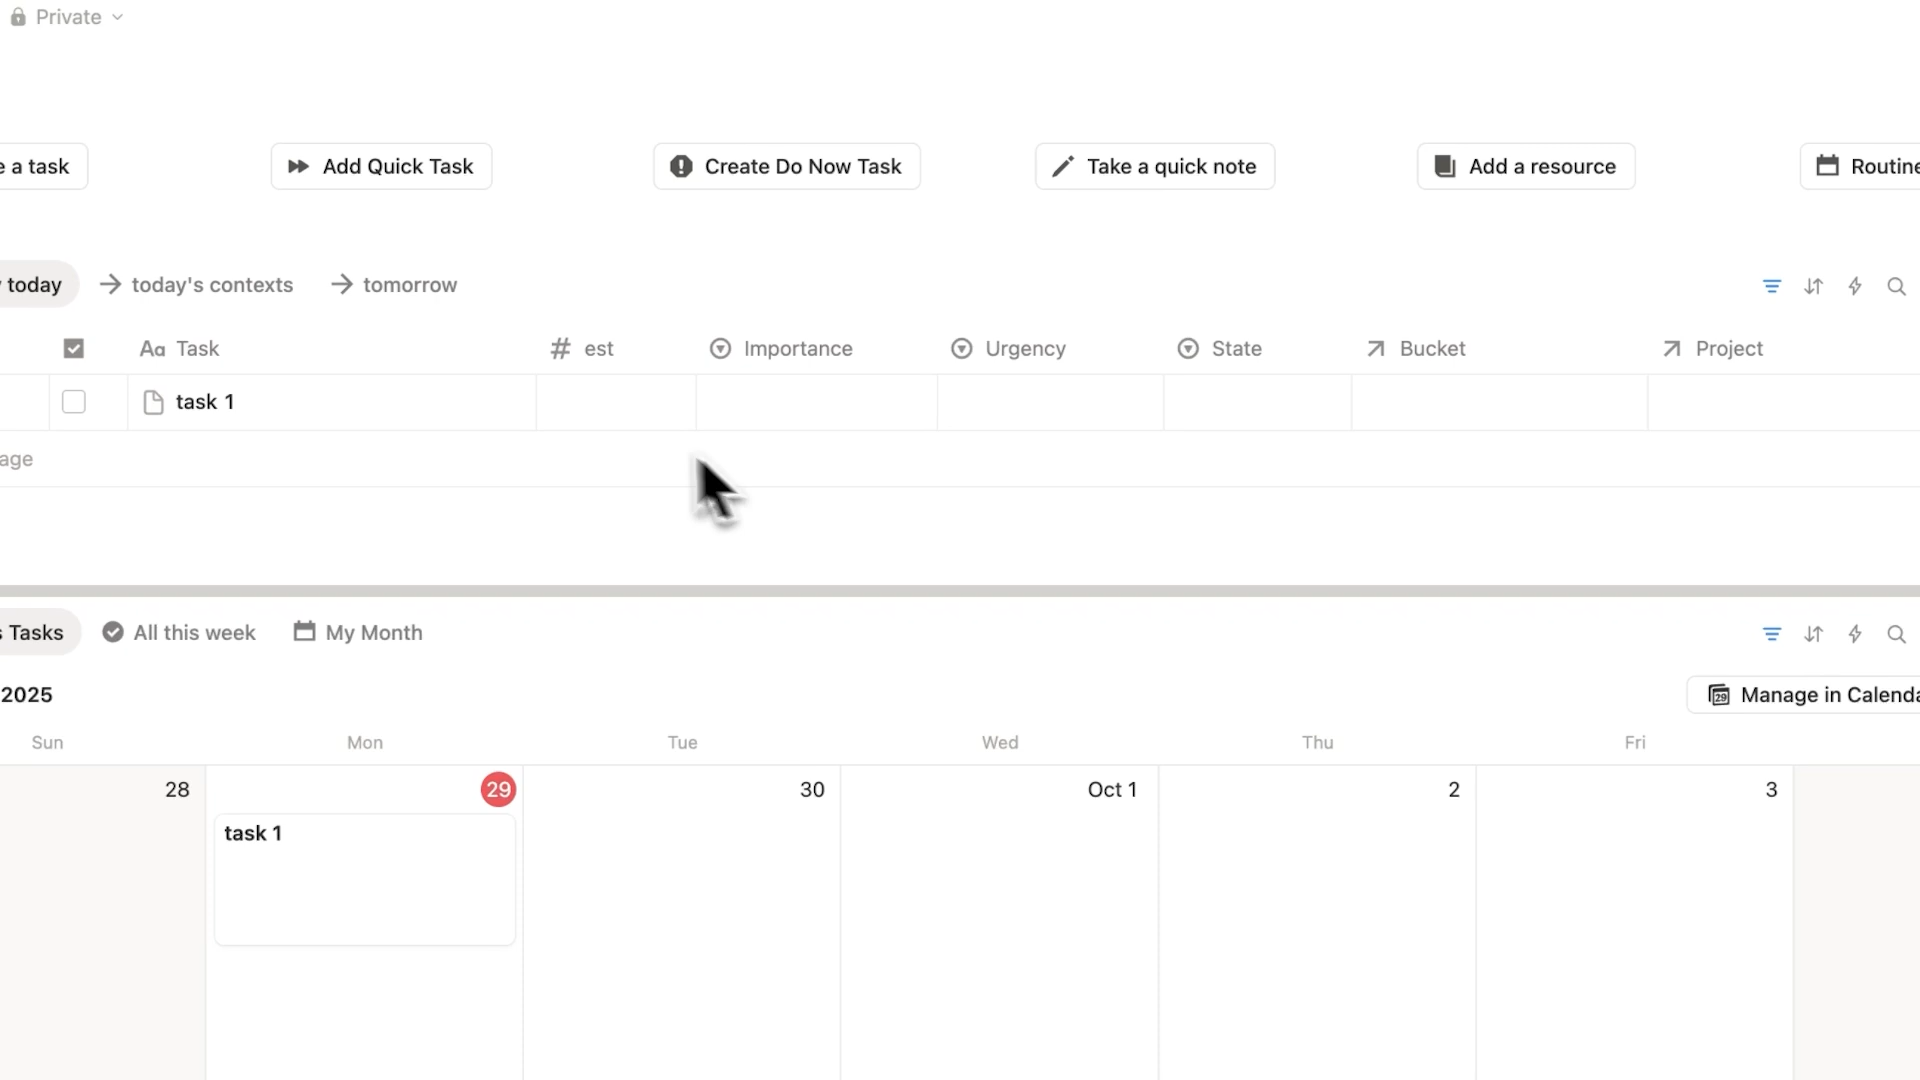 Private
e a task
Add Quick Task
Create Do Now Task
Take a quick note
Add a resource
Routine
today
today's contexts
tomorrow
Aa Task
# est
Importance
Urgency
State
Bucket
Project
task 1
age
s Tasks
All this week
My Month
2025
29 Manage in Calenda
Sun
Mon
Tue
Wed
Thu
Fri
28
29
30
Oct 1
2
3
task 1